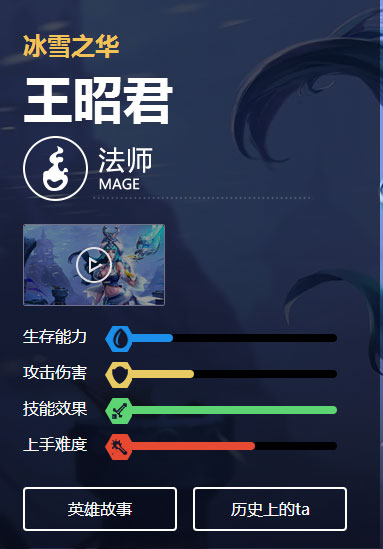 冰雪之华
王昭君
法师
MAGE
生存能力
攻击伤害
技能效果
上手难度
英雄故事
历史上的ta